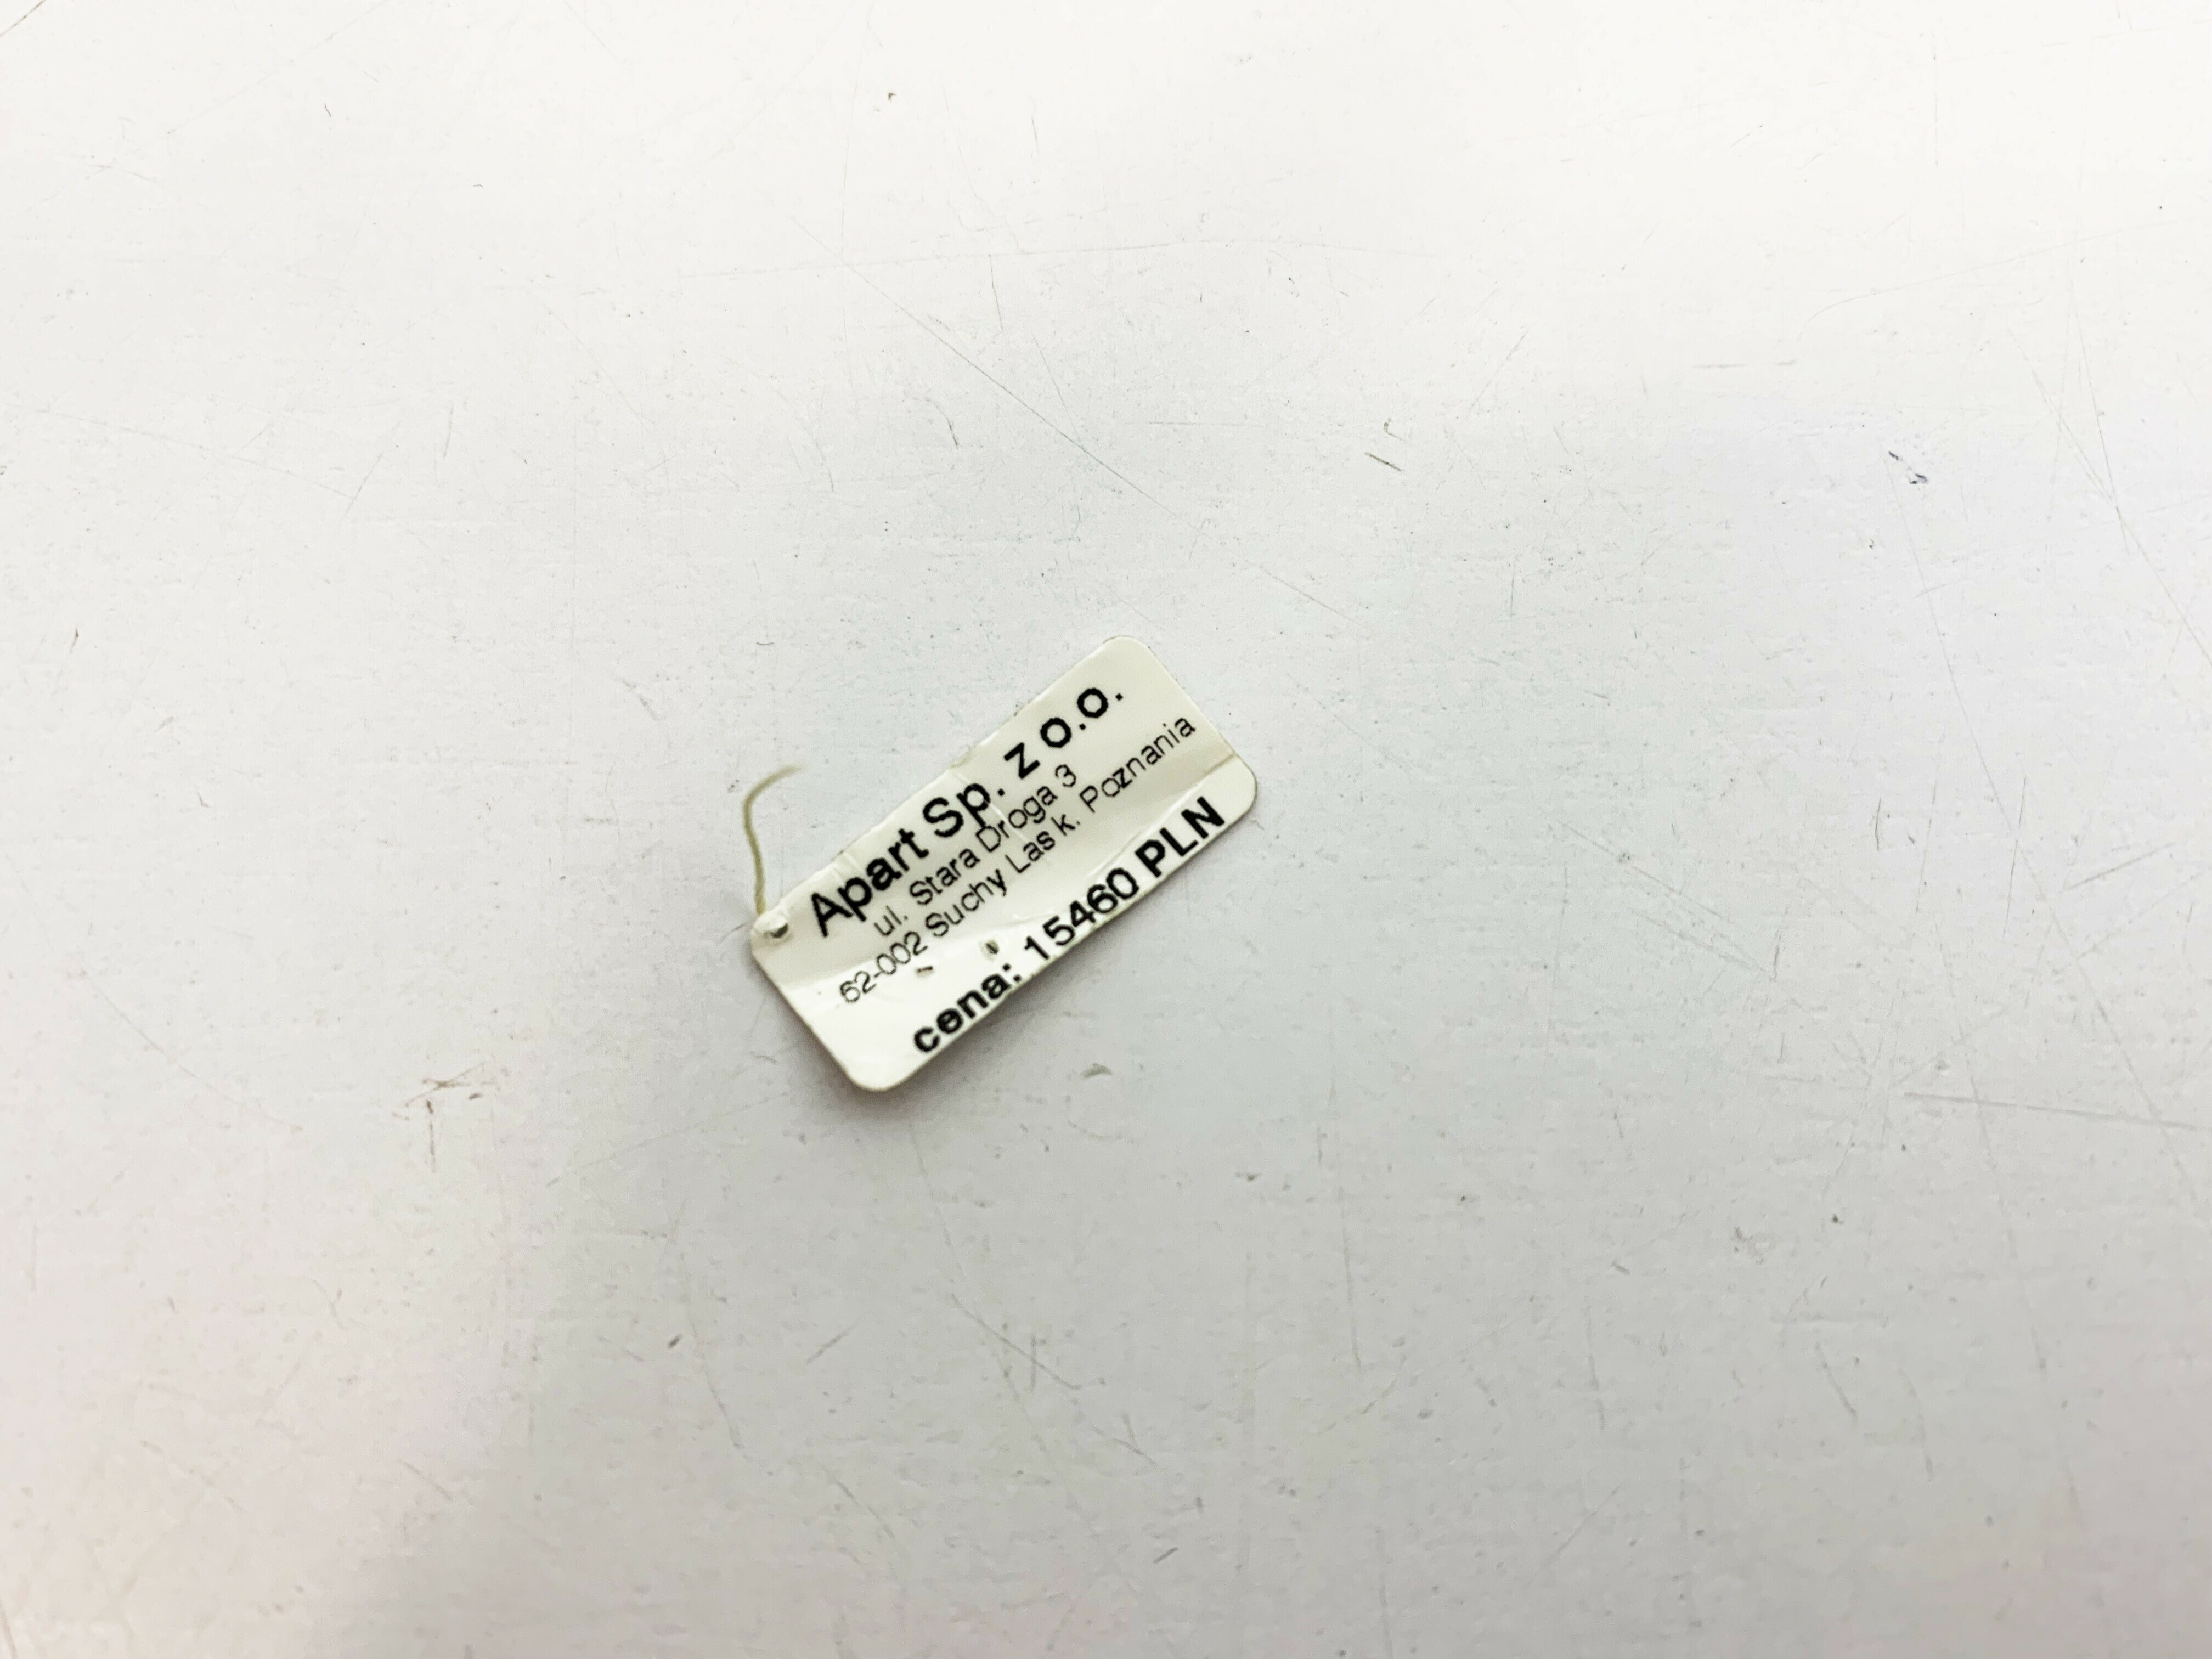 Apart Sp. z o.o.
ul. Stara Droga 3
62-002 Suchy Las k. Poznania
cena: 15460 PLN